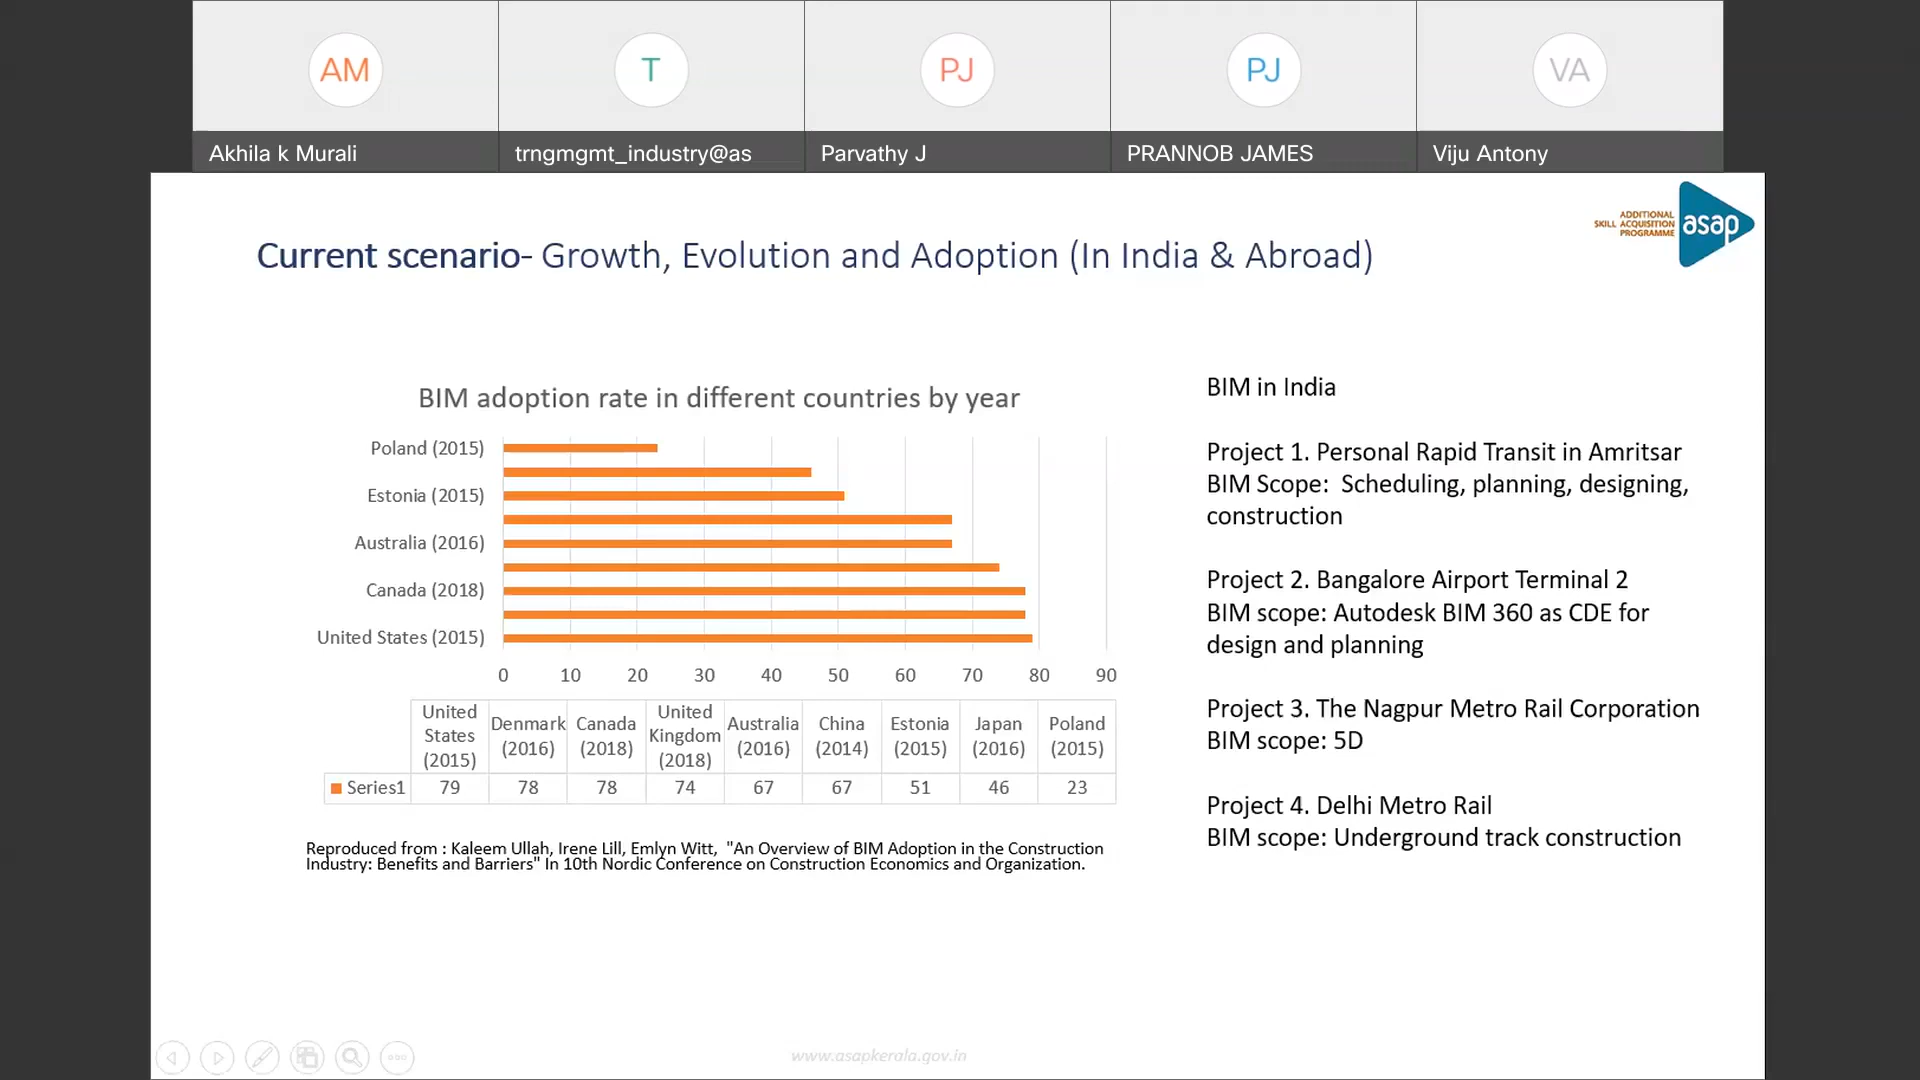 AM
T
PJ
PJ
VA
Akhila k Murali
trngmgmt_industry@as
Parvathy J
PRANNOB JAMES
Viju Antony
ADDITIONAL
SKILL ACQUISITION
PROGRAMME
asap
Current scenario- Growth, Evolution and Adoption (In India & Abroad)
BIM adoption rate in different countries by year
Poland (2015)
Estonia (2015)
Australia (2016)
Canada (2018)
United States (2015)
0 10 20 30 40 50 60 70 80 90
United States (2015) Denmark (2016) Canada (2018) United Kingdom (2018) Australia (2016) China (2014) Estonia (2015) Japan (2016) Poland (2015)
Series1 79 78 78 74 67 67 51 46 23
Reproduced from : Kaleem Ullah, Irene Lill, Emlyn Witt, "An Overview of BIM Adoption in the Construction
Industry: Benefits and Barriers" In 10th Nordic Conference on Construction Economics and Organization.
BIM in India
Project 1. Personal Rapid Transit in Amritsar
BIM Scope: Scheduling, planning, designing,
construction
Project 2. Bangalore Airport Terminal 2
BIM scope: Autodesk BIM 360 as CDE for
design and planning
Project 3. The Nagpur Metro Rail Corporation
BIM scope: 5D
Project 4. Delhi Metro Rail
BIM scope: Underground track construction
www.asapkerala.gov.in